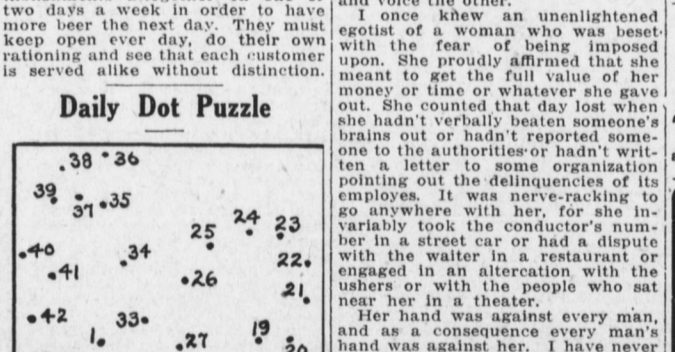 two days a week in order to have
more beer the next day. They must
keep open ever day, do their own
rationing and see that each customer
is served alike without distinction.
Daily Dot Puzzle
38 36
39
37 35
25 24 23
40 34 22
41 26
21
42 33 19
1 27 20
and voice the other.
I once knew an unenlightened
egotist of a woman who was beset
with the fear of being imposed
upon. She proudly affirmed that she
meant to get the full value of her
money or time or whatever she gave
out. She counted that day lost when
she hadn't verbally beaten someone's
brains out or hadn't reported some-
one to the authorities or hadn't writ-
ten a letter to some organization
pointing out the delinquencies of its
employes. It was nerve-racking to
go anywhere with her, for she in-
variably took the conductor's num-
ber in a street car or had a dispute
with the waiter in a restaurant or
engaged in an altercation with the
ushers or with the people who sat
near her in a theater.
Her hand was against every man,
and as a consequence every man's
hand was against her. I have never